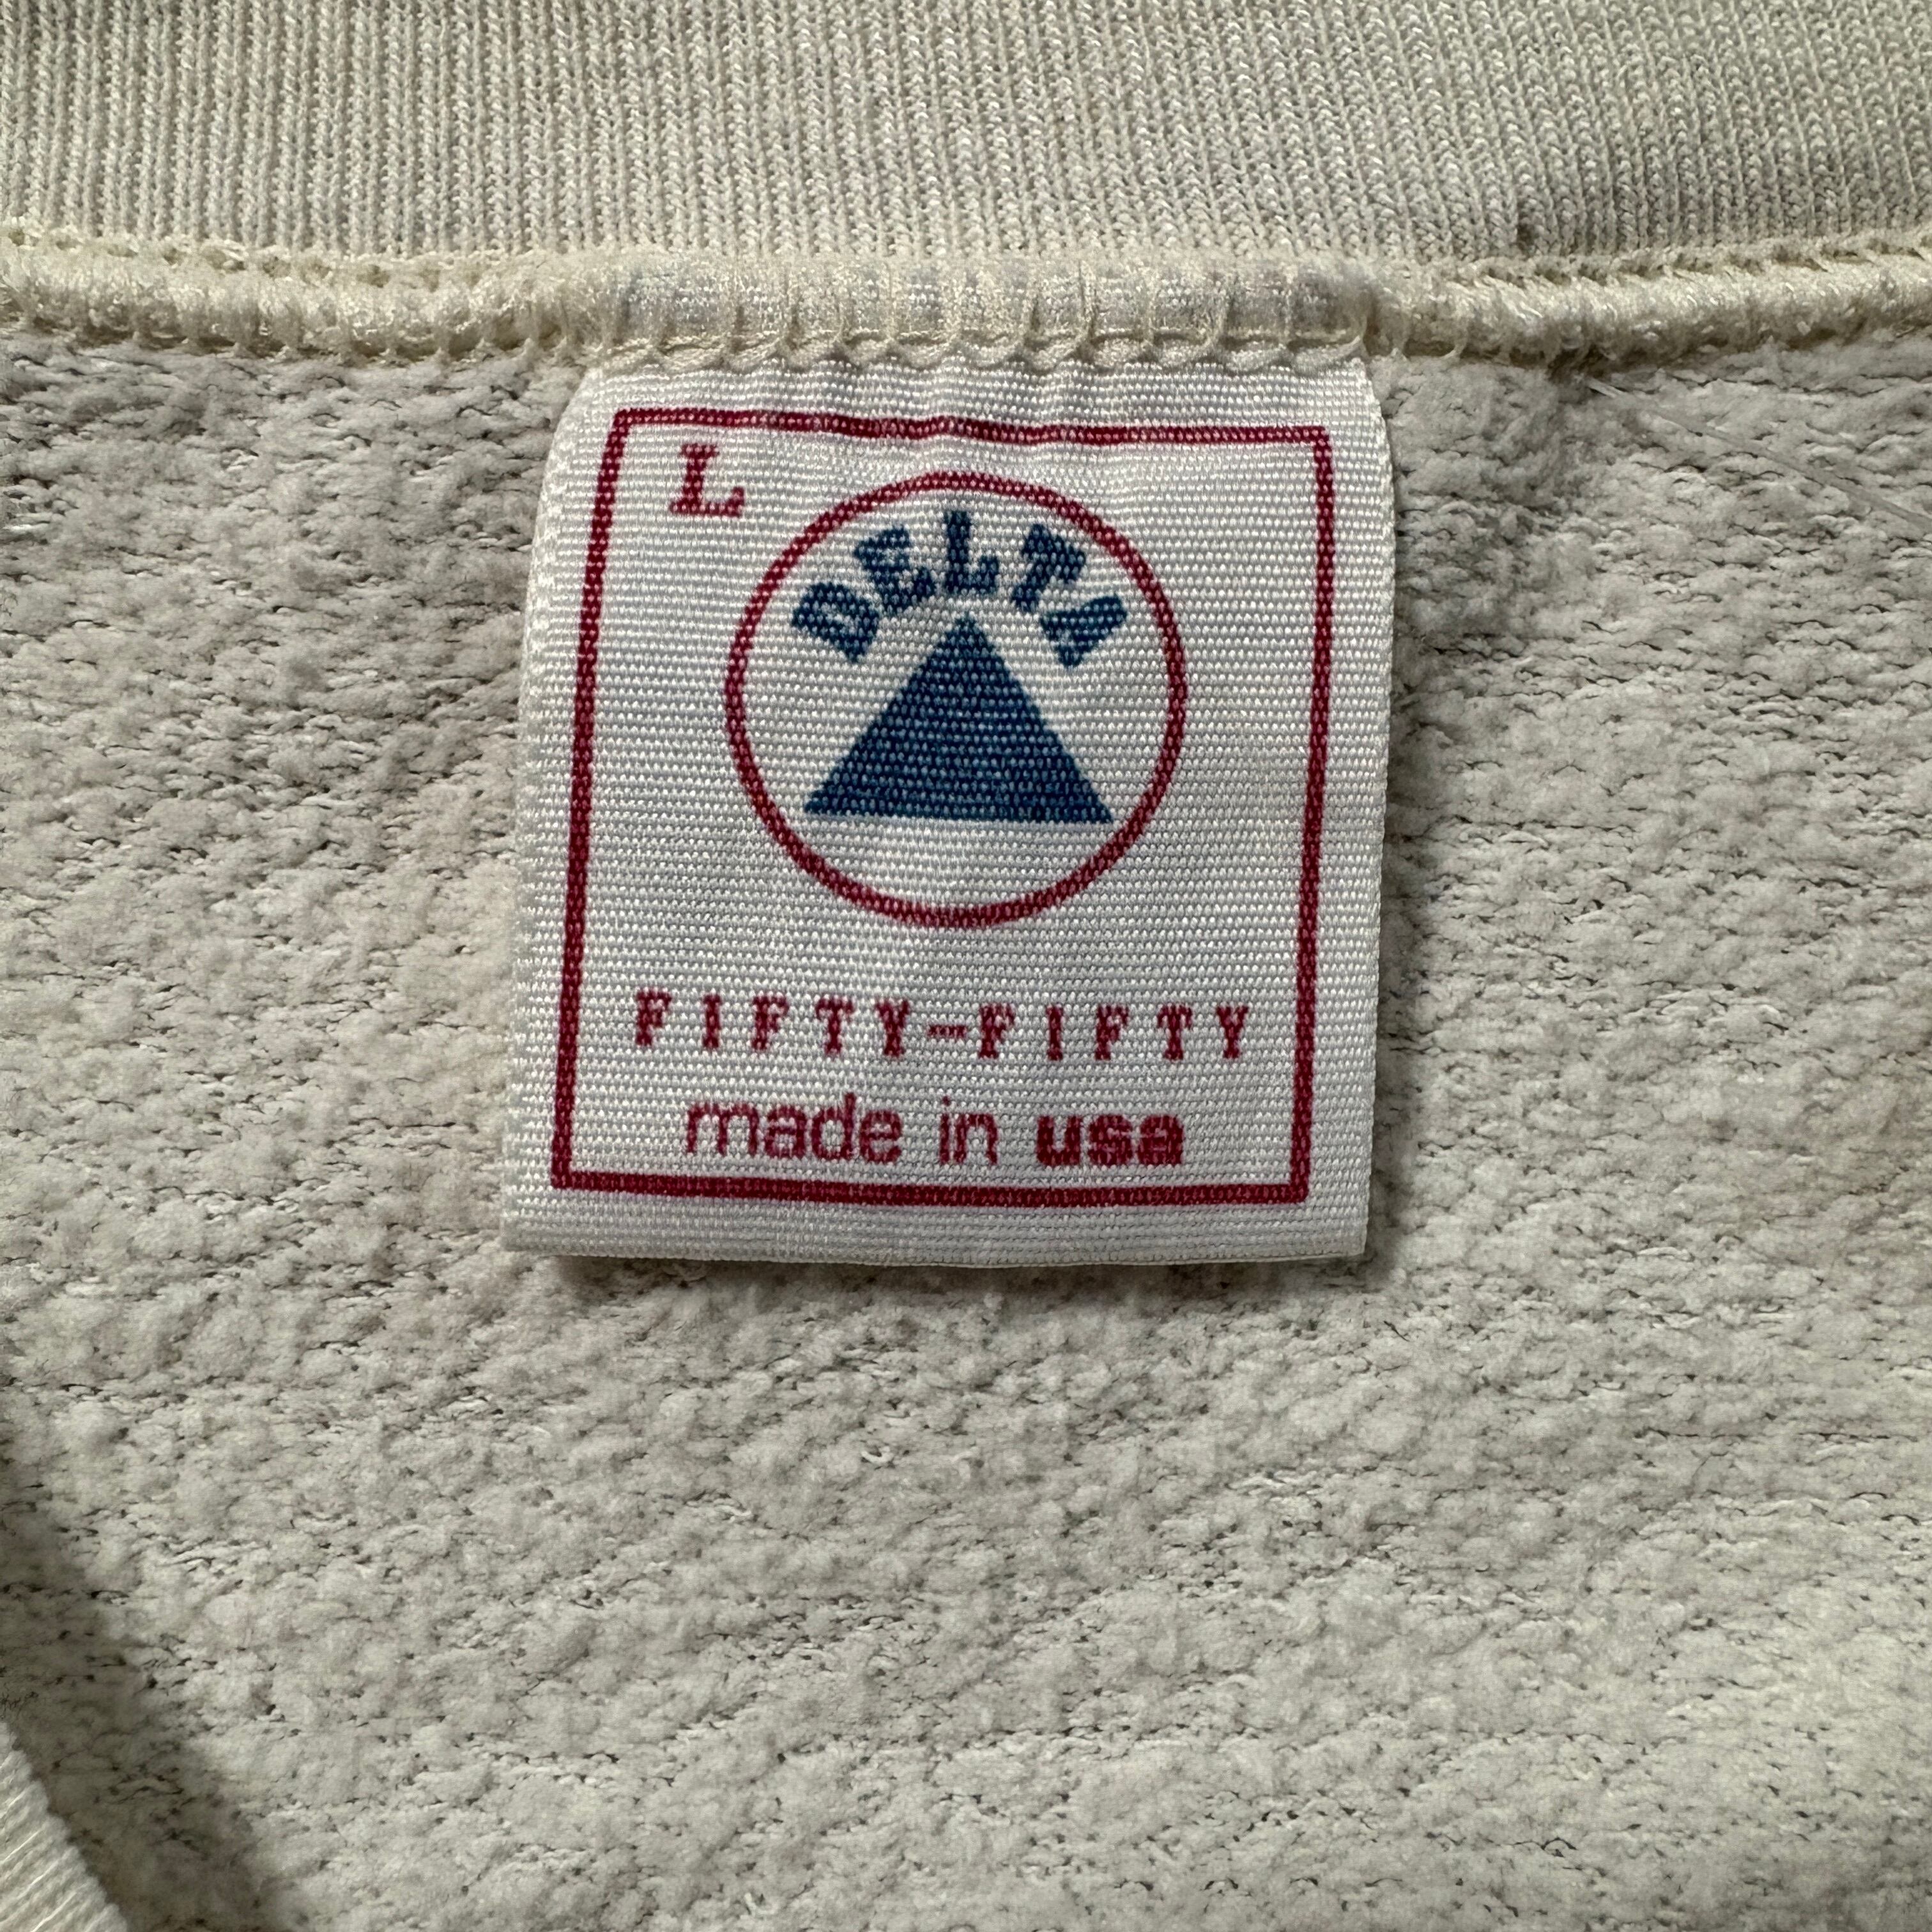 L
DELTA
FIFTY-FIFTY
made in usa